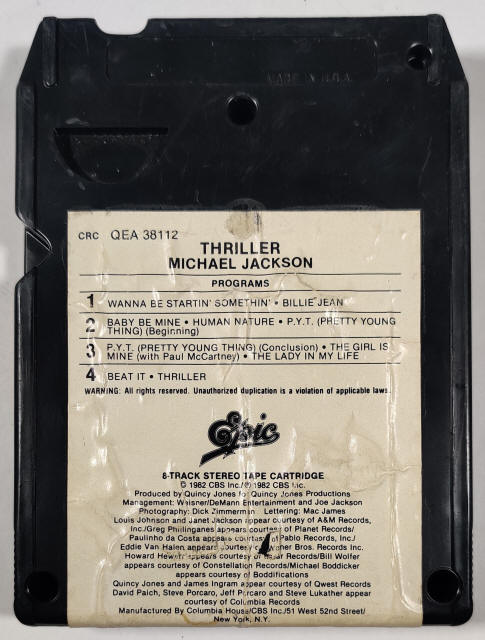 MADE IN U.S.A.
CRC QEA 38112
THRILLER
MICHAEL JACKSON
PROGRAMS
1 WANNA BE STARTIN' SOMETHIN' • BILLIE JEAN
2 BABY BE MINE • HUMAN NATURE • P.Y.T. (PRETTY YOUNG
THING) (Beginning)
3 P.Y.T. (PRETTY YOUNG THING) (Conclusion) • THE GIRL IS
MINE (with Paul McCartney) • THE LADY IN MY LIFE
4 BEAT IT • THRILLER
WARNING: All rights reserved. Unauthorized duplication is a violation of applicable laws.
Epic
8-TRACK STEREO TAPE CARTRIDGE
© 1982 CBS Inc./℗ 1982 CBS Inc.
Produced by Quincy Jones for Quincy Jones Productions
Management: Weisner/DeMann Entertainment and Joe Jackson
Photography: Dick Zimmerman Lettering: Mac James
Louis Johnson and Janet Jackson appear courtesy of A&M Records,
Inc./Greg Phillinganes appears courtesy of Planet Records/
Paulinho da Costa appears courtesy Pablo Records, Inc./
Eddie Van Halen appears courtesy Warner Bros. Records Inc.
Howard Hewett appears courtesy of Records/Bill Wolfer
appears courtesy of Constellation Records/Michael Boddicker
appears courtesy of Boddifications
Quincy Jones and James Ingram appear courtesy of Qwest Records
David Paich, Steve Porcaro, Jeff Porcaro and Steve Lukather appear
courtesy of Columbia Records
Manufactured By Columbia House/CBS Inc./51 West 52nd Street/
New York, N.Y.